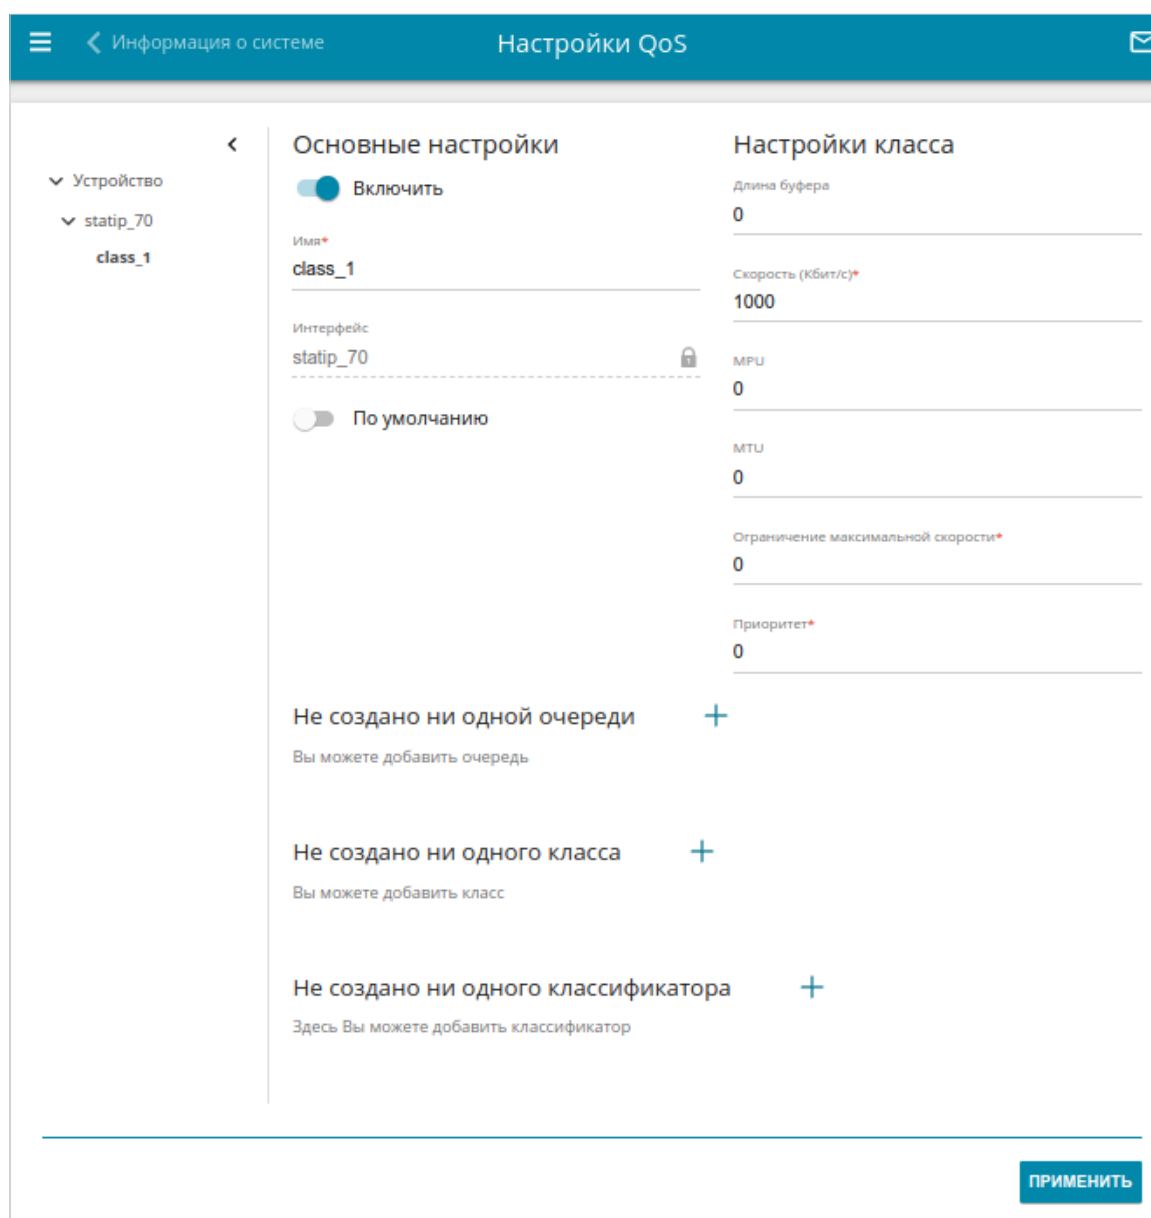 Информация о системе
Настройки QoS
Устройство
statip_70
class_1
Основные настройки
Включить
Имя*
class_1
Интерфейс
statip_70
По умолчанию
Настройки класса
Длина буфера
0
Скорость (Кбит/с)*
1000
MPU
0
MTU
0
Ограничение максимальной скорости*
0
Приоритет*
0
Не создано ни одной очереди
Вы можете добавить очередь
Не создано ни одного класса
Вы можете добавить класс
Не создано ни одного классификатора
Здесь Вы можете добавить классификатор
ПРИМЕНИТЬ